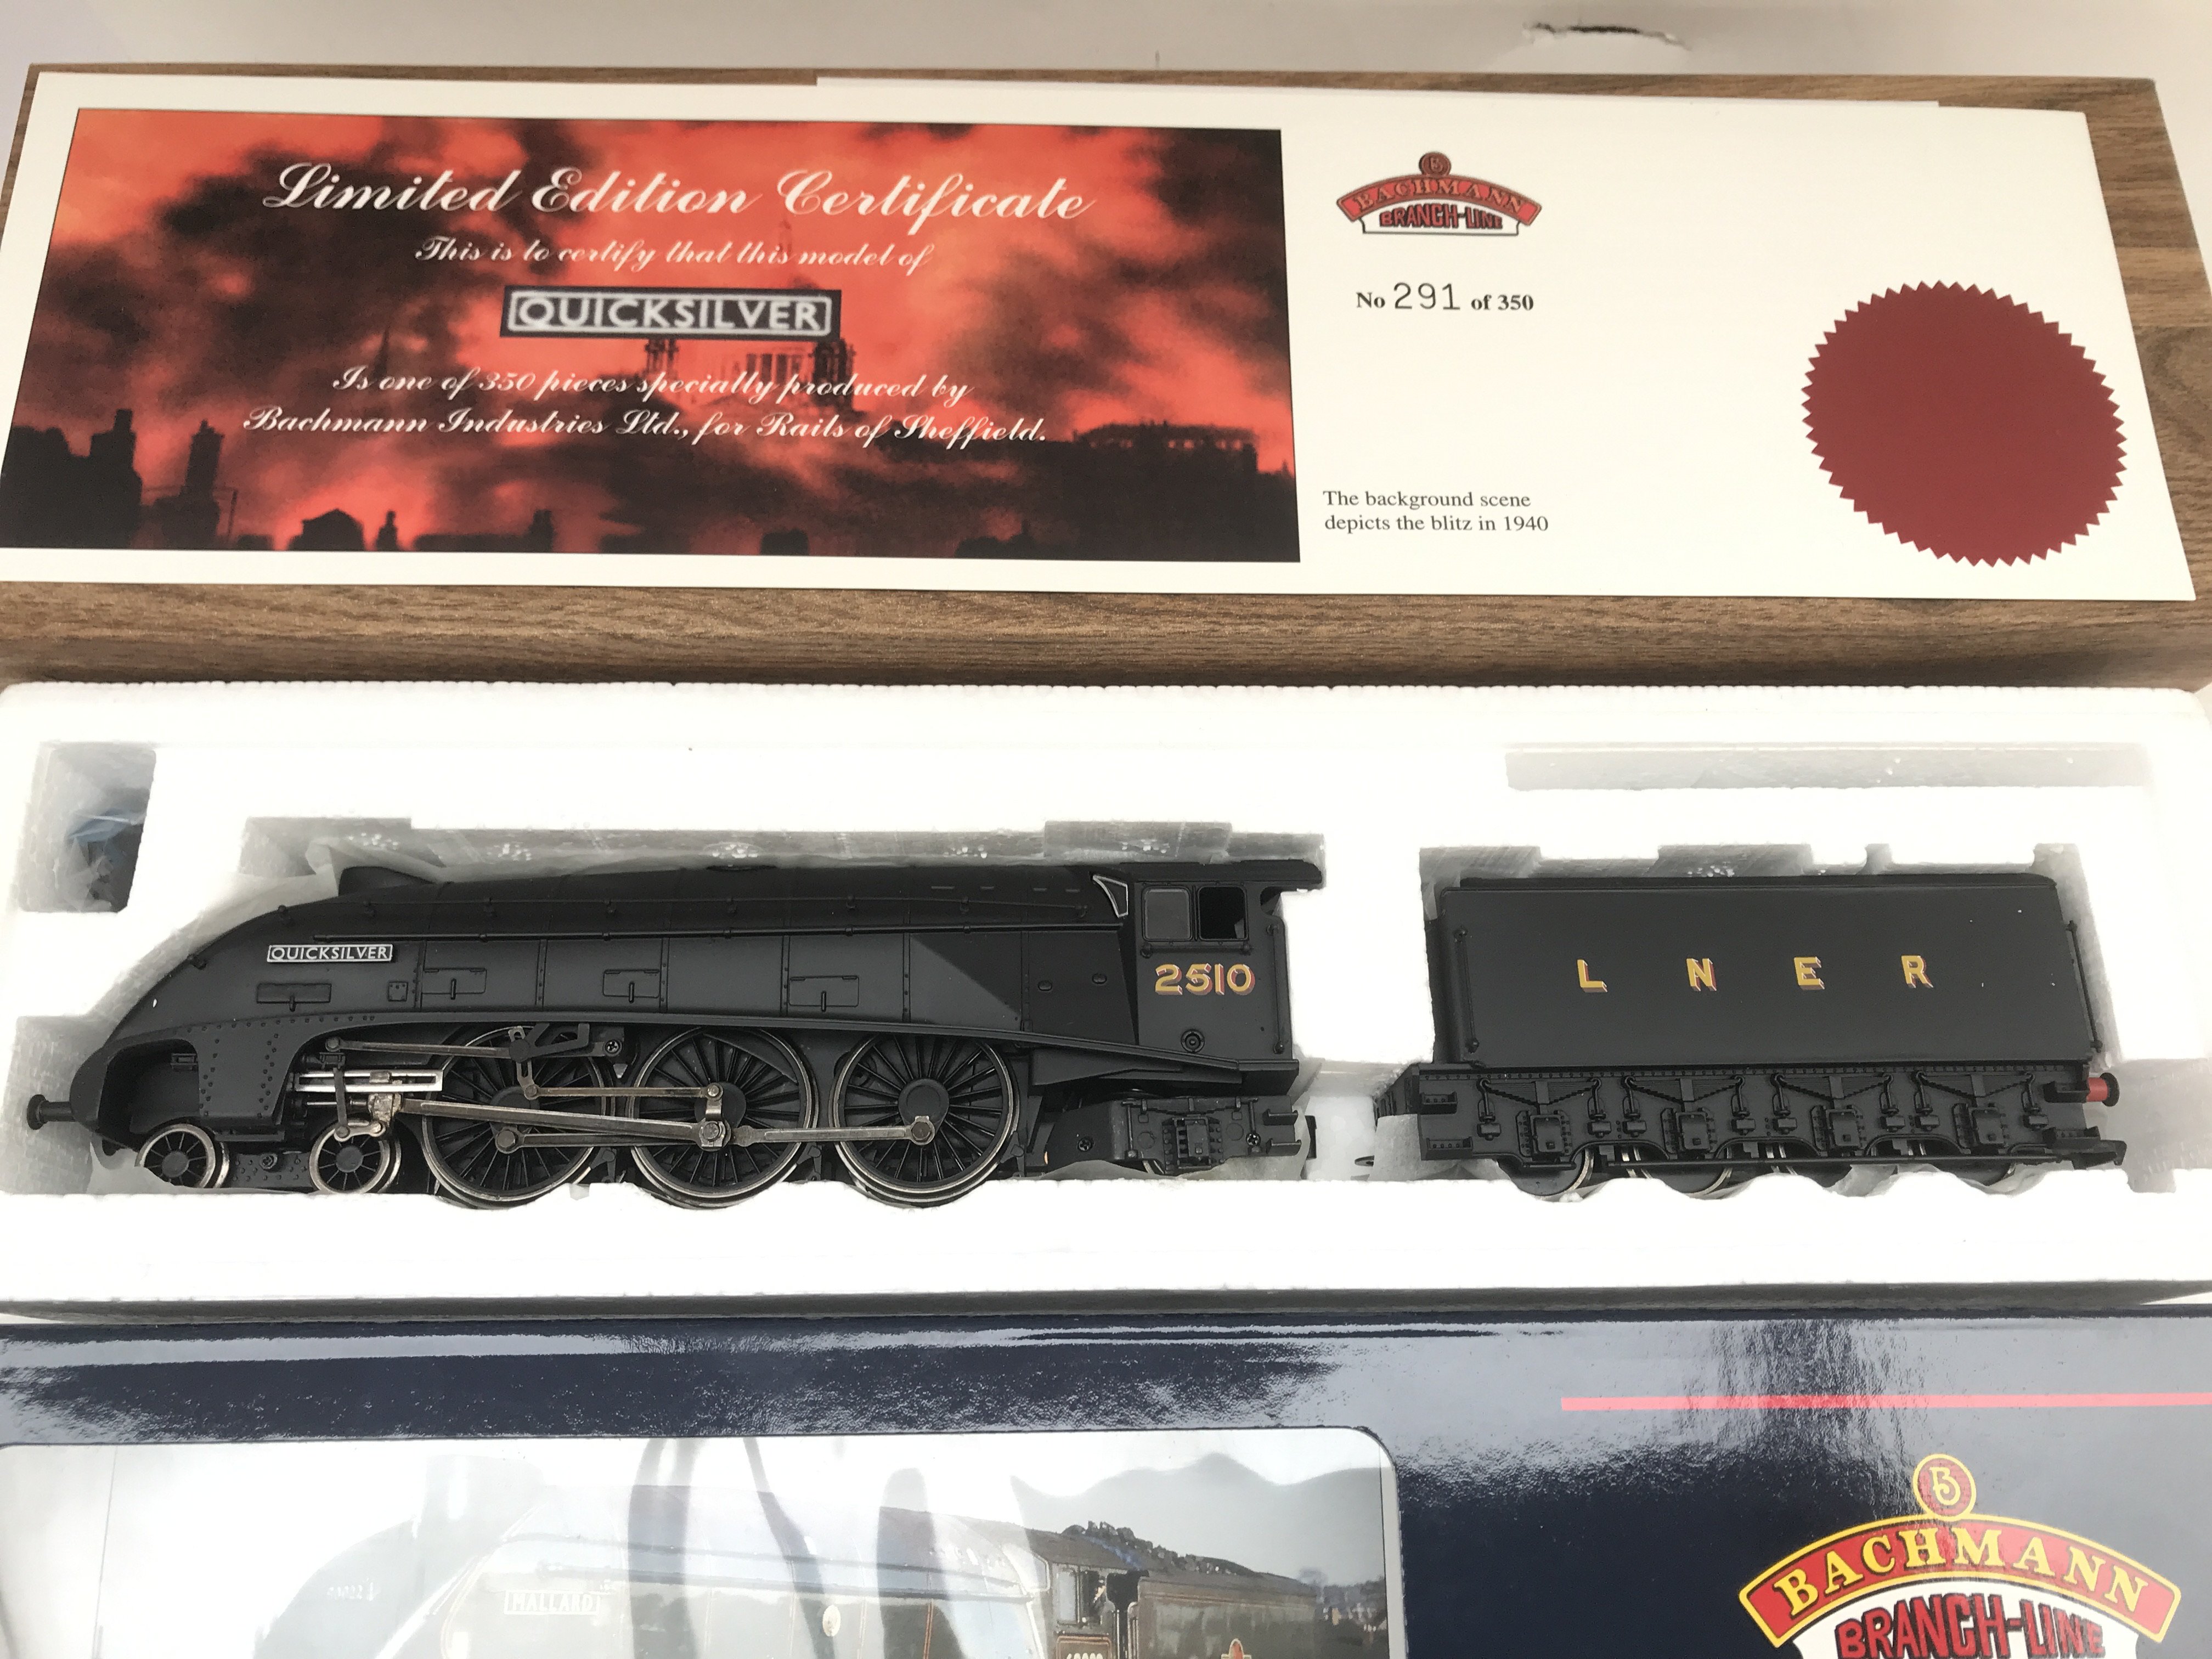 Limited Edition Certificate
This is to certify that this model of
QUICKSILVER
Is one of 350 pieces specially produced by
Bachmann Industries Ltd., for Rails of Sheffield.
BACHMANN
BRANCH-LINE
No 291 of 350
The background scene
depicts the blitz in 1940
QUICKSILVER
2510
L N E R
MALLARD
B
BACHMANN
BRANCH-LINE